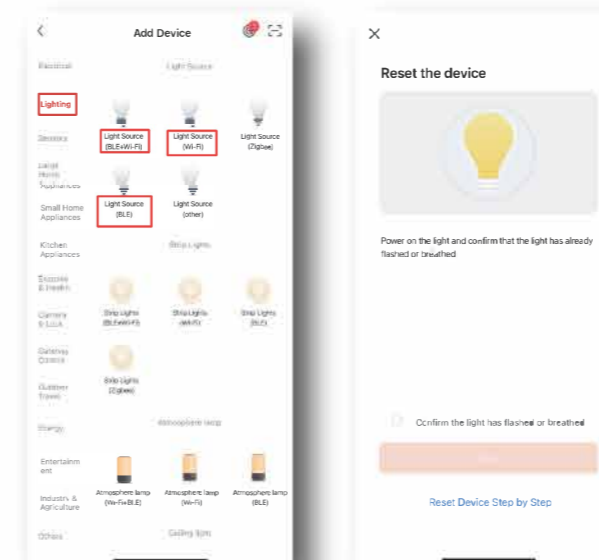 Add Device
Electrical
Light Source
Lighting
Sensors
Light Source
(BLE+Wi-Fi)
Light Source
(Wi-Fi)
Light Source
(Zigbee)
Large
Home
Appliances
Small Home
Appliances
Light Source
(BLE)
Light Source
(other)
Kitchen
Appliances
Strip Lights
Exercise
& Health
Camera
& Lock
Strip Lights
(BLE+Wi-Fi)
Strip Lights
(Wi-Fi)
Strip Lights
(BLE)
Gateway
Control
Outdoor
Travel
Strip Lights
(Zigbee)
Energy
Atmosphere lamp
Entertainm
ent
Industry &
Agriculture
Atmosphere lamp
(Wi-Fi+BLE)
Atmosphere lamp
(Wi-Fi)
Atmosphere lamp
(BLE)
Others
Ceiling light
Reset the device
Power on the light and confirm that the light has already
flashed or breathed
Confirm the light has flashed or breathed
Reset Device Step by Step